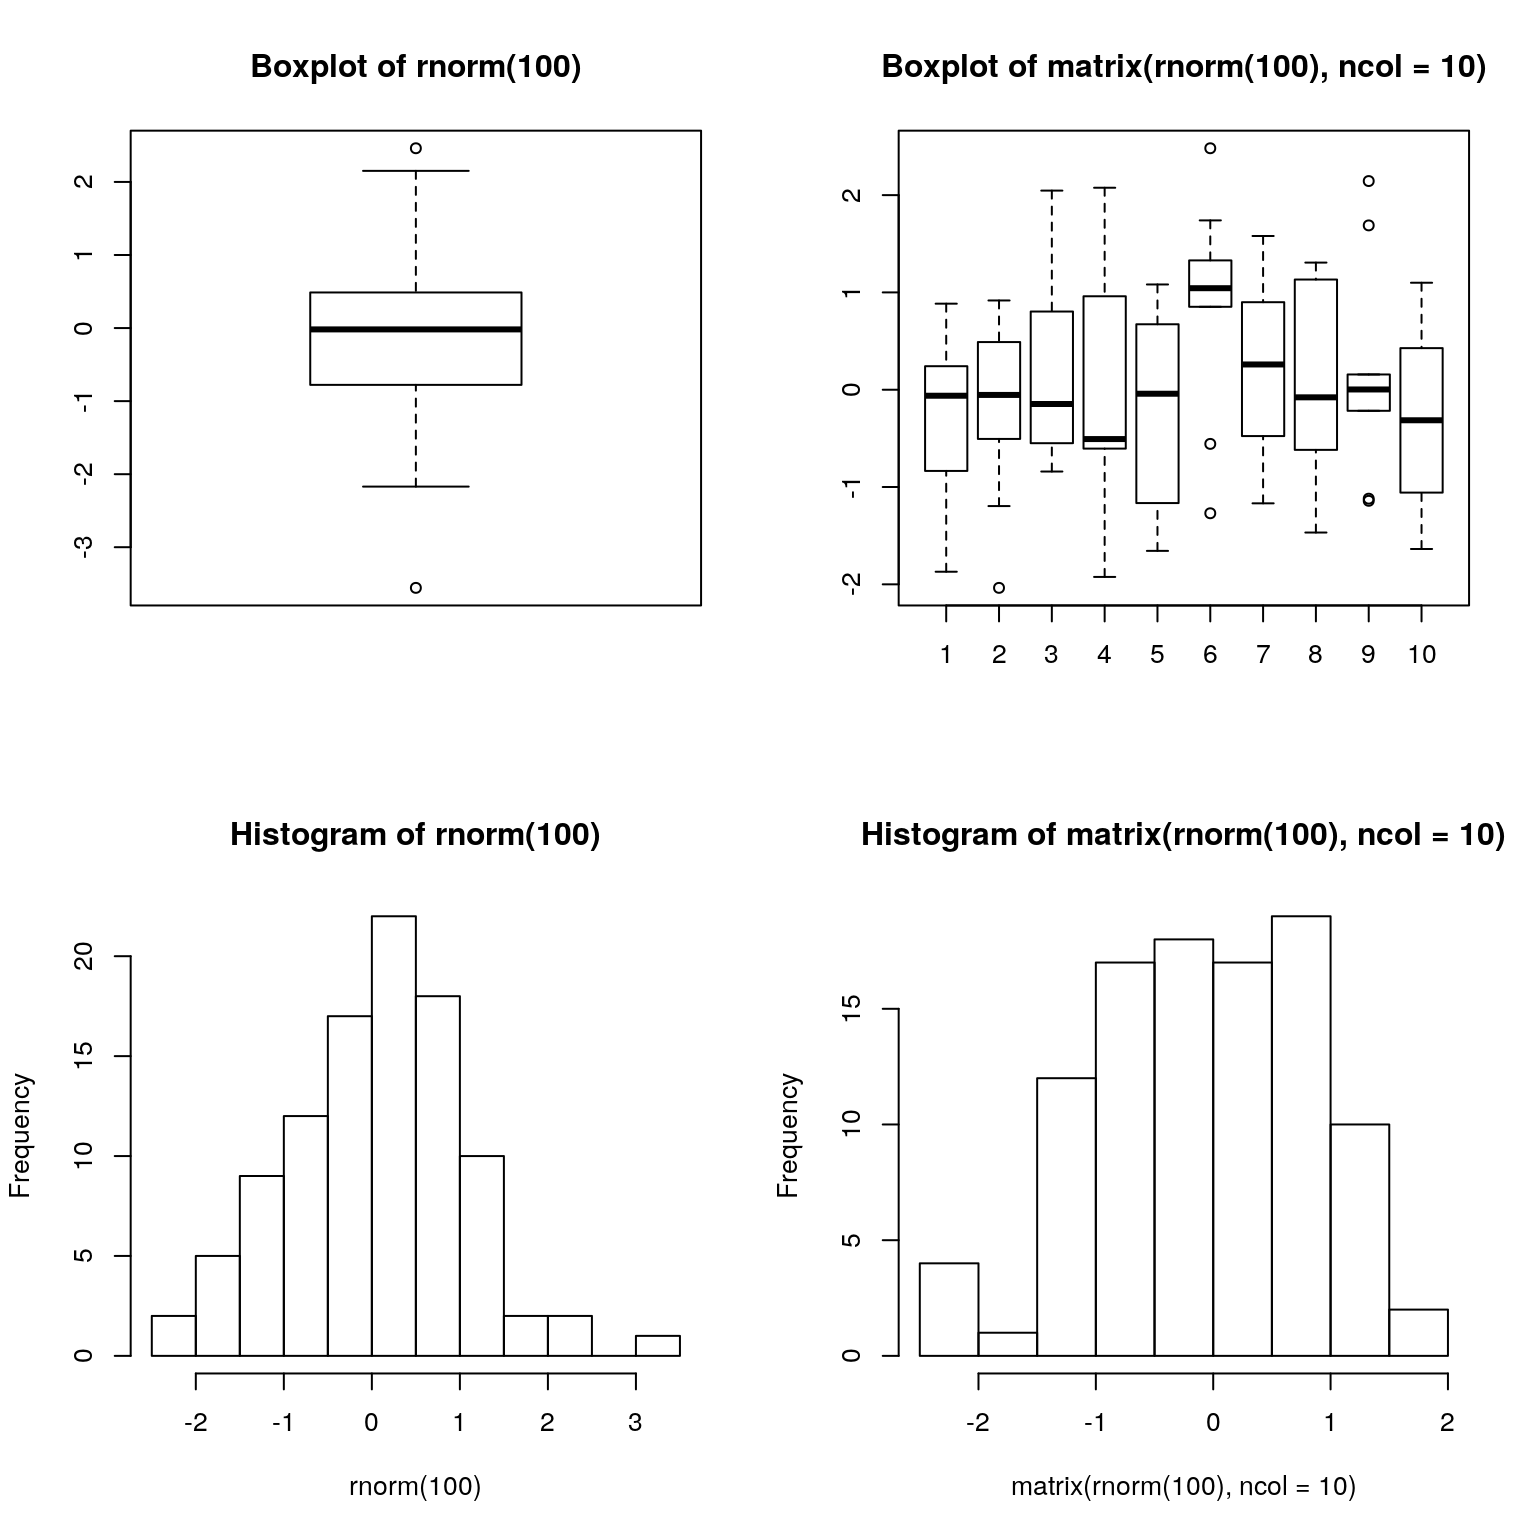 Boxplot of rnorm(100)
2
1
0
-1
-2
-3
Boxplot of matrix(rnorm(100), ncol = 10)
2
1
0
-1
-2
1 2 3 4 5 6 7 8 9 10
Histogram of rnorm(100)
Frequency
20
15
10
5
0
-2 -1 0 1 2 3
rnorm(100)
Histogram of matrix(rnorm(100), ncol = 10)
Frequency
15
10
5
0
-2 -1 0 1 2
matrix(rnorm(100), ncol = 10)